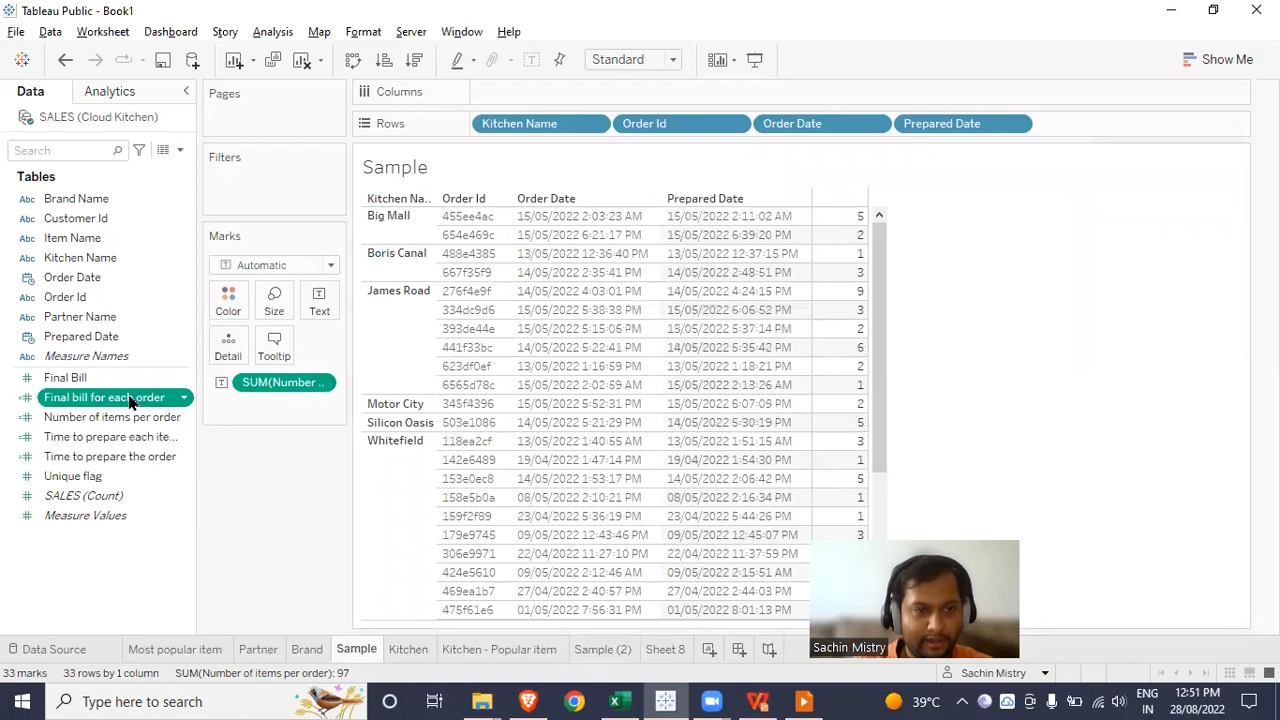 Tableau Public - Book1
File Data Worksheet Dashboard Story Analysis Map Format Server Window Help
Standard
Show Me
Data Analytics
Pages
Columns
SALES (Cloud Kitchen)
Rows Kitchen Name Order Id Order Date Prepared Date
Search
Filters
Sample
Tables
Brand Name
Customer Id
Item Name
Kitchen Name
Order Date
Order Id
Partner Name
Prepared Date
Measure Names
Final Bill
Final bill for each order
Number of items per order
Time to prepare each ite...
Time to prepare the order
Unique flag
SALES (Count)
Measure Values
Marks
Automatic
Color Size Text
Detail Tooltip
SUM(Number ..
Kitchen Na.. Order Id Order Date Prepared Date
Big Mall 455ee4ac 15/05/2022 2:03:23 AM 15/05/2022 2:11:02 AM 5
654e469c 15/05/2022 6:21:17 PM 15/05/2022 6:39:20 PM 2
Boris Canal 488e4385 13/05/2022 12:36:40 PM 13/05/2022 12:37:15 PM 1
667f35f9 14/05/2022 2:35:41 PM 14/05/2022 2:48:51 PM 3
James Road 276f4e9f 14/05/2022 4:03:01 PM 14/05/2022 4:24:15 PM 9
334dc9d6 15/05/2022 5:38:38 PM 15/05/2022 6:06:52 PM 3
393de44e 15/05/2022 5:15:06 PM 15/05/2022 5:37:14 PM 2
441f33bc 14/05/2022 5:22:41 PM 14/05/2022 5:35:42 PM 6
623df0ef 13/05/2022 1:16:59 PM 13/05/2022 1:18:21 PM 2
6565d78c 15/05/2022 2:02:59 AM 15/05/2022 2:13:26 AM 1
Motor City 345f4396 15/05/2022 5:52:31 PM 15/05/2022 6:07:09 PM 2
Silicon Oasis 503e1086 14/05/2022 5:21:29 PM 14/05/2022 5:30:19 PM 5
Whitefield 118ea2cf 13/05/2022 1:40:55 AM 13/05/2022 1:51:15 AM 3
142e6489 19/04/2022 1:47:14 PM 19/04/2022 1:54:30 PM 1
153e0ec8 14/05/2022 1:53:17 PM 14/05/2022 2:06:42 PM 5
158e5b0a 08/05/2022 2:10:21 PM 08/05/2022 2:16:34 PM 1
159f2f89 23/04/2022 5:36:19 PM 23/04/2022 5:44:26 PM 1
179e9745 09/05/2022 12:43:46 PM 09/05/2022 12:45:07 PM 3
306e9971 22/04/2022 11:27:10 PM 22/04/2022 11:37:59 PM
424e5610 09/05/2022 2:12:46 AM 09/05/2022 2:15:51 AM
469ea1b7 27/04/2022 2:40:57 PM 27/04/2022 2:44:03 PM
475f61e6 01/05/2022 7:56:31 PM 01/05/2022 8:01:13 PM
Sachin Mistry
Data Source Most popular item Partner Brand Sample Kitchen Kitchen - Popular item Sample (2) Sheet 8
33 marks 33 rows by 1 column SUM(Number of items per order): 97 Sachin Mistry
Type here to search 39°C ENG IN 12:51 PM 28/08/2022